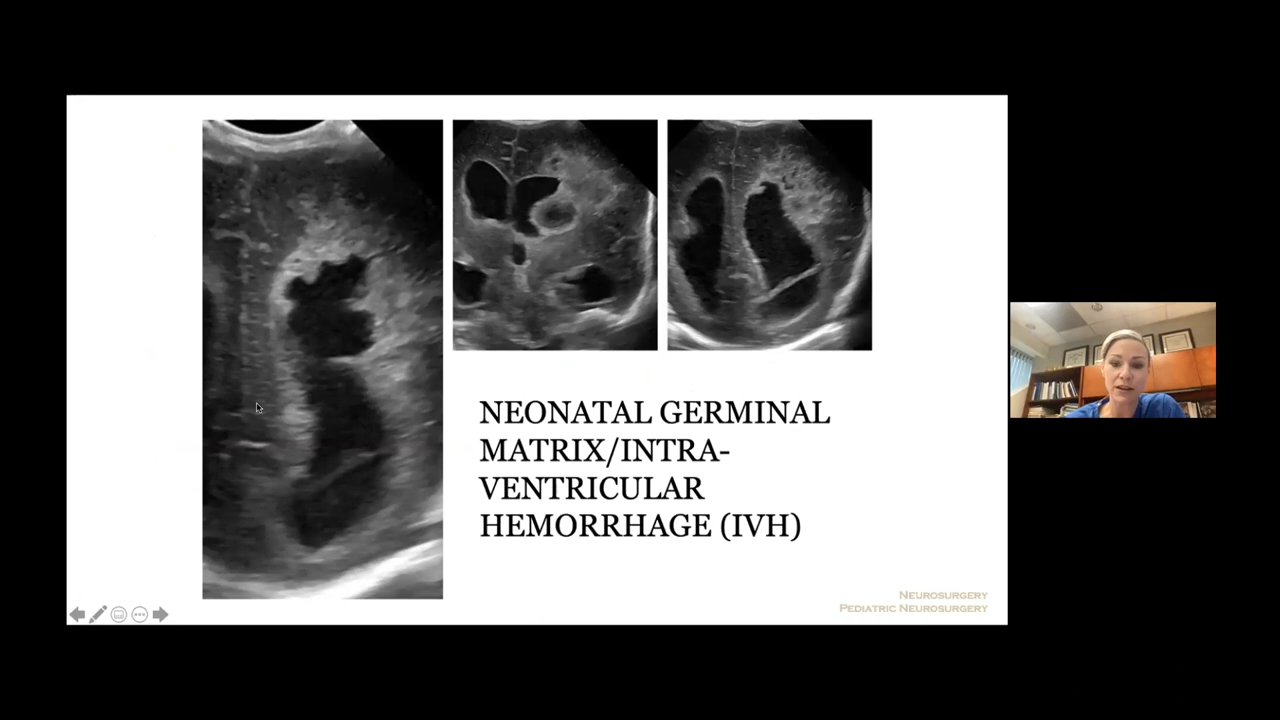 NEONATAL GERMINAL
MATRIX/INTRA-
VENTRICULAR
HEMORRHAGE (IVH)
NEUROSURGERY
PEDIATRIC NEUROSURGERY